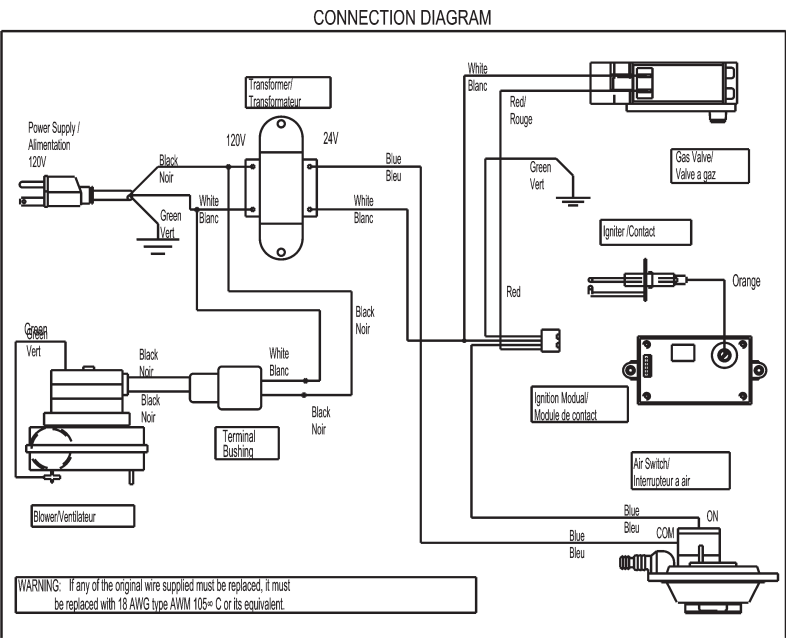 CONNECTION DIAGRAM
White
Blanc
Transformer/
Transformateur
Red/
Rouge
Power Supply /
Alimentation
120V
120V
24V
Black
Noir
Blue
Bleu
Green
Vert
Gas Valve/
Valve a gaz
White
Blanc
White
Blanc
Green
Vert
Igniter /Contact
Orange
Red
Black
Noir
Green
Green
Vert
Black
Noir
White
Blanc
Black
Noir
Black
Noir
Ignition Modual/
Module de contact
Terminal
Bushing
Air Switch/
Interrupteur a air
Blower/Ventilateur
Blue
Bleu
ON
COM
Blue
Bleu
WARNING: If any of the original wire supplied must be replaced, it must
be replaced with 18 AWG type AWM 105∞ C or its equivalent.